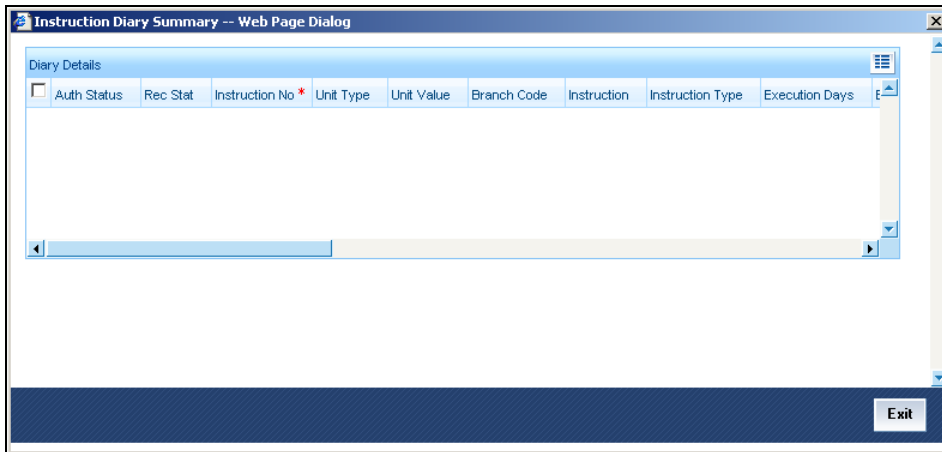 Instruction Diary Summary -- Web Page Dialog
Diary Details
Auth Status Rec Stat Instruction No * Unit Type Unit Value Branch Code Instruction Instruction Type Execution Days
Exit